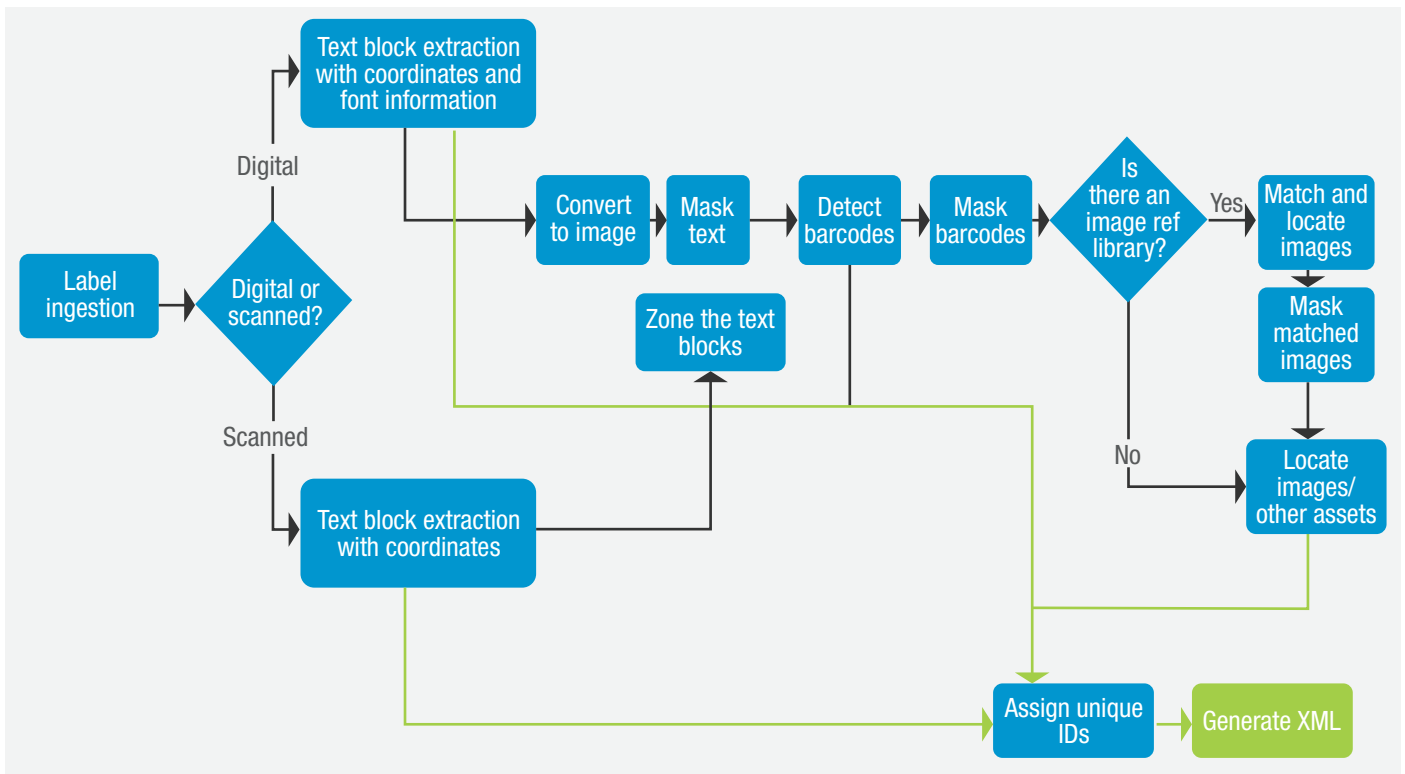 Text block extraction
with coordinates and
font information
Digital
Label
ingestion
Digital or
scanned?
Scanned
Text block extraction
with coordinates
Convert
to image
Mask
text
Zone the text
blocks
Detect
barcodes
Mask
barcodes
Is
there an
image ref
library?
Yes
No
Match and
locate
images
Mask
matched
images
Locate
images/
other assets
Assign unique
IDs
Generate XML